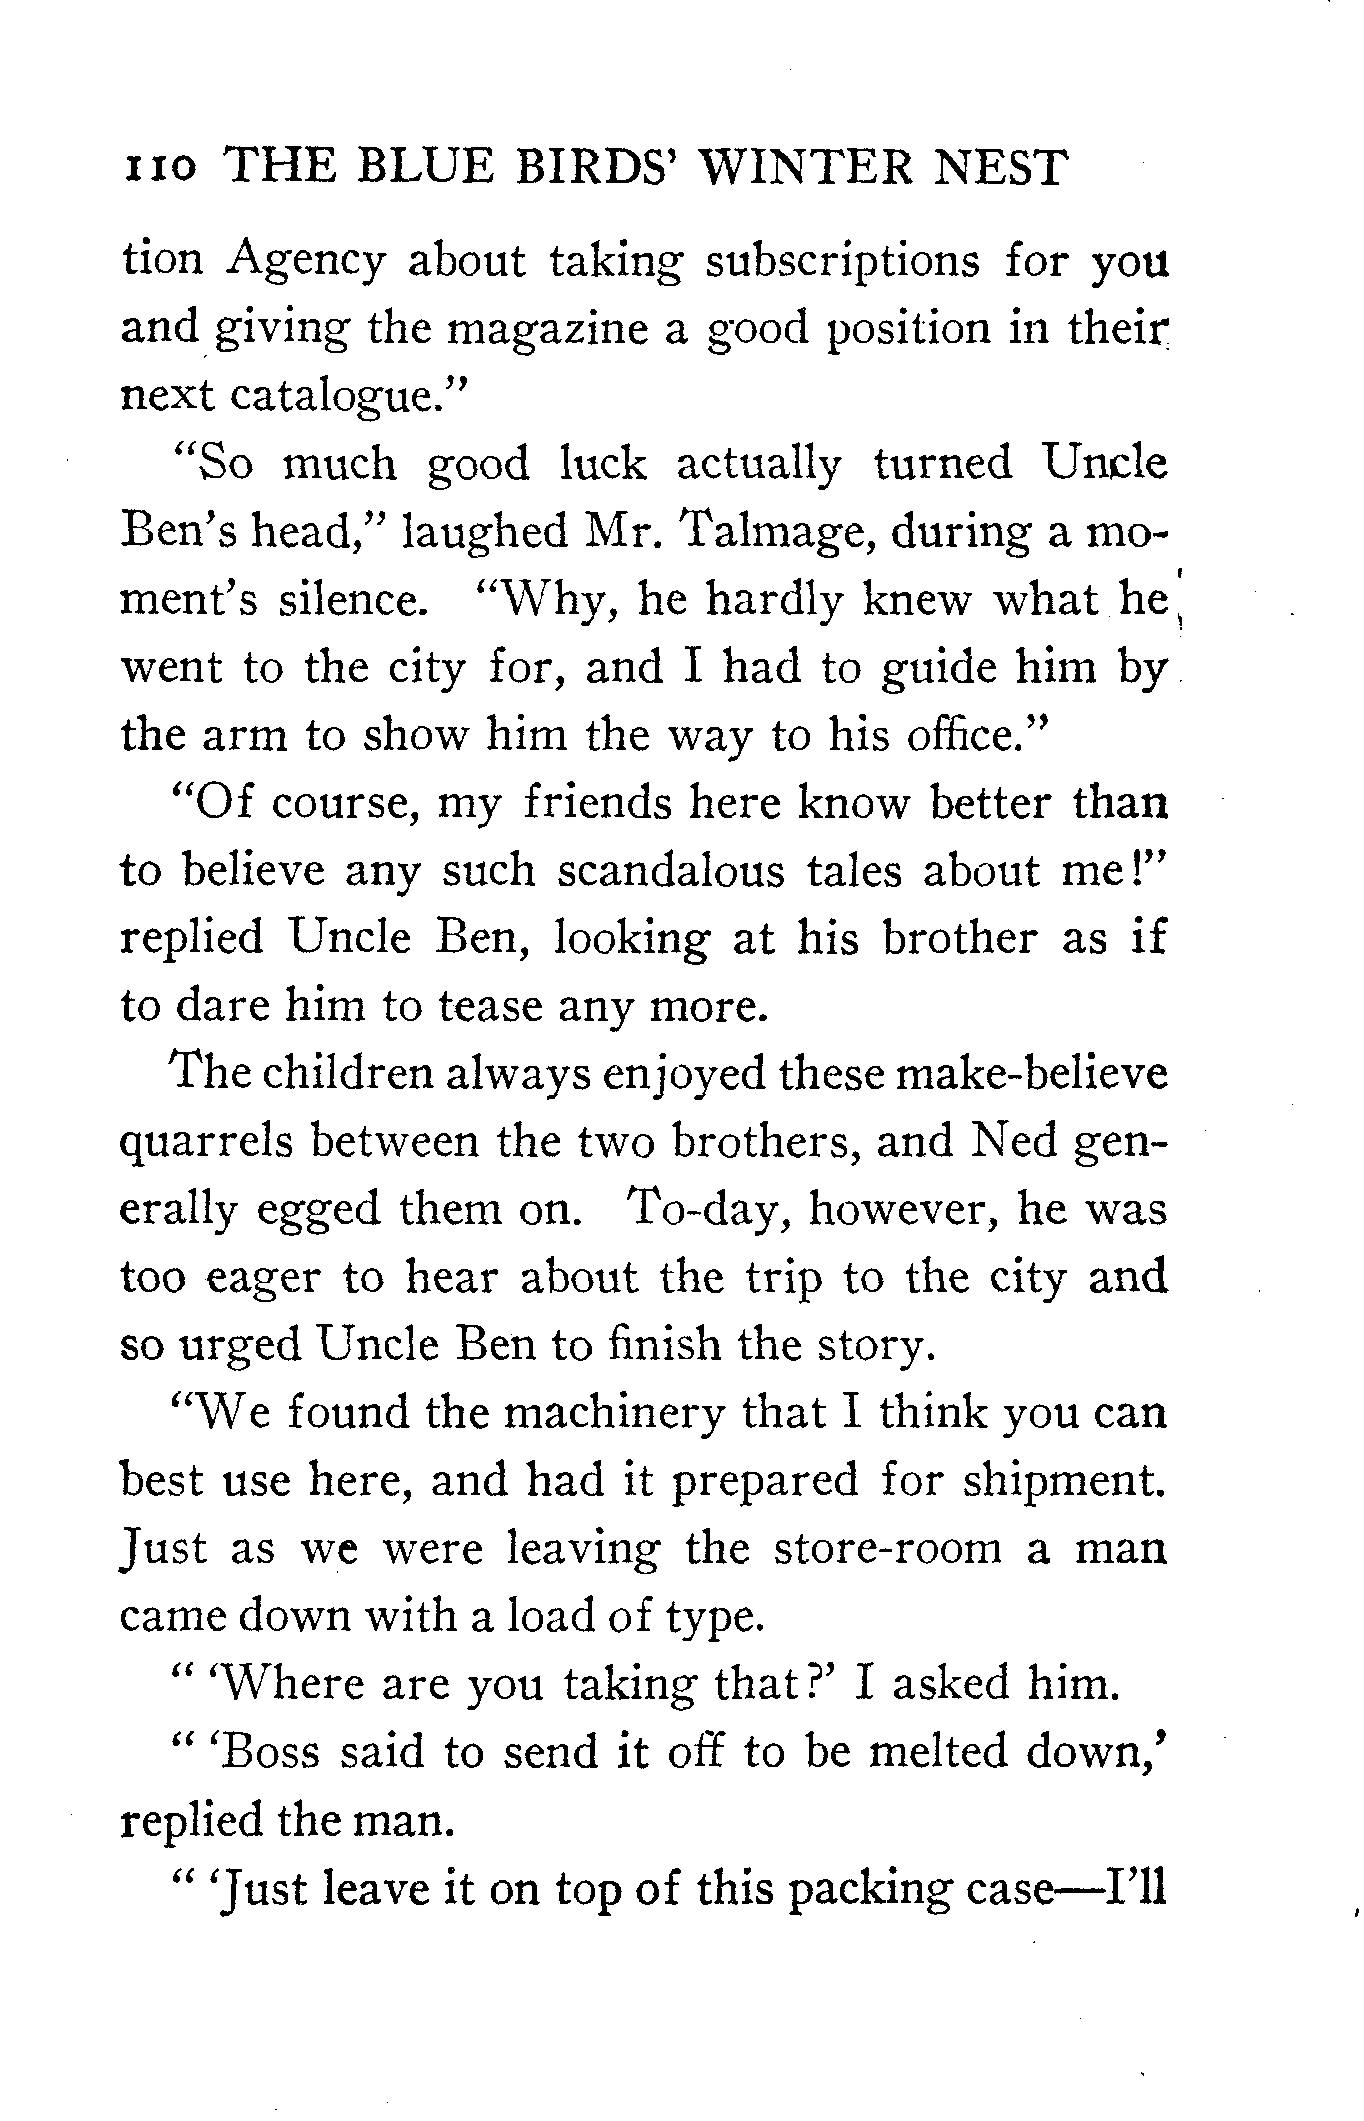 110 THE BLUE BIRDS' WINTER NEST
tion Agency about taking subscriptions for you
and giving the magazine a good position in their
next catalogue."
"So much good luck actually turned Uncle
Ben's head," laughed Mr. Talmage, during a mo-
ment's silence. "Why, he hardly knew what he
went to the city for, and I had to guide him by
the arm to show him the way to his office."
"Of course, my friends here know better than
to believe any such scandalous tales about me!"
replied Uncle Ben, looking at his brother as if
to dare him to tease any more.
The children always enjoyed these make-believe
quarrels between the two brothers, and Ned gen-
erally egged them on. To-day, however, he was
too eager to hear about the trip to the city and
so urged Uncle Ben to finish the story.
"We found the machinery that I think you can
best use here, and had it prepared for shipment.
Just as we were leaving the store-room a man
came down with a load of type.
" 'Where are you taking that?' I asked him.
" 'Boss said to send it off to be melted down,'
replied the man.
" 'Just leave it on top of this packing case—I'll